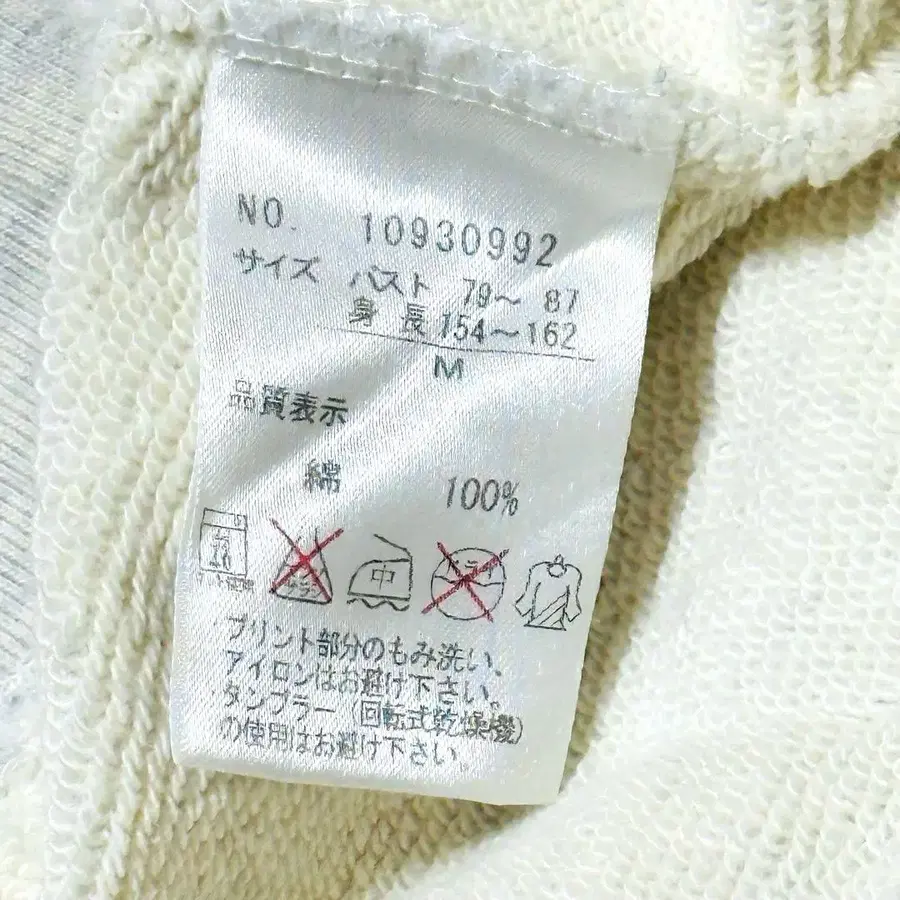 NO. 10930992
サイズ バスト 79〜 87
身 長 154〜162
M
品質表示
綿 100%
中
プリント部分のもみ洗い、
アイロンはお避け下さい。
タンブラー (回転式乾燥機)
の使用はお避け下さい。